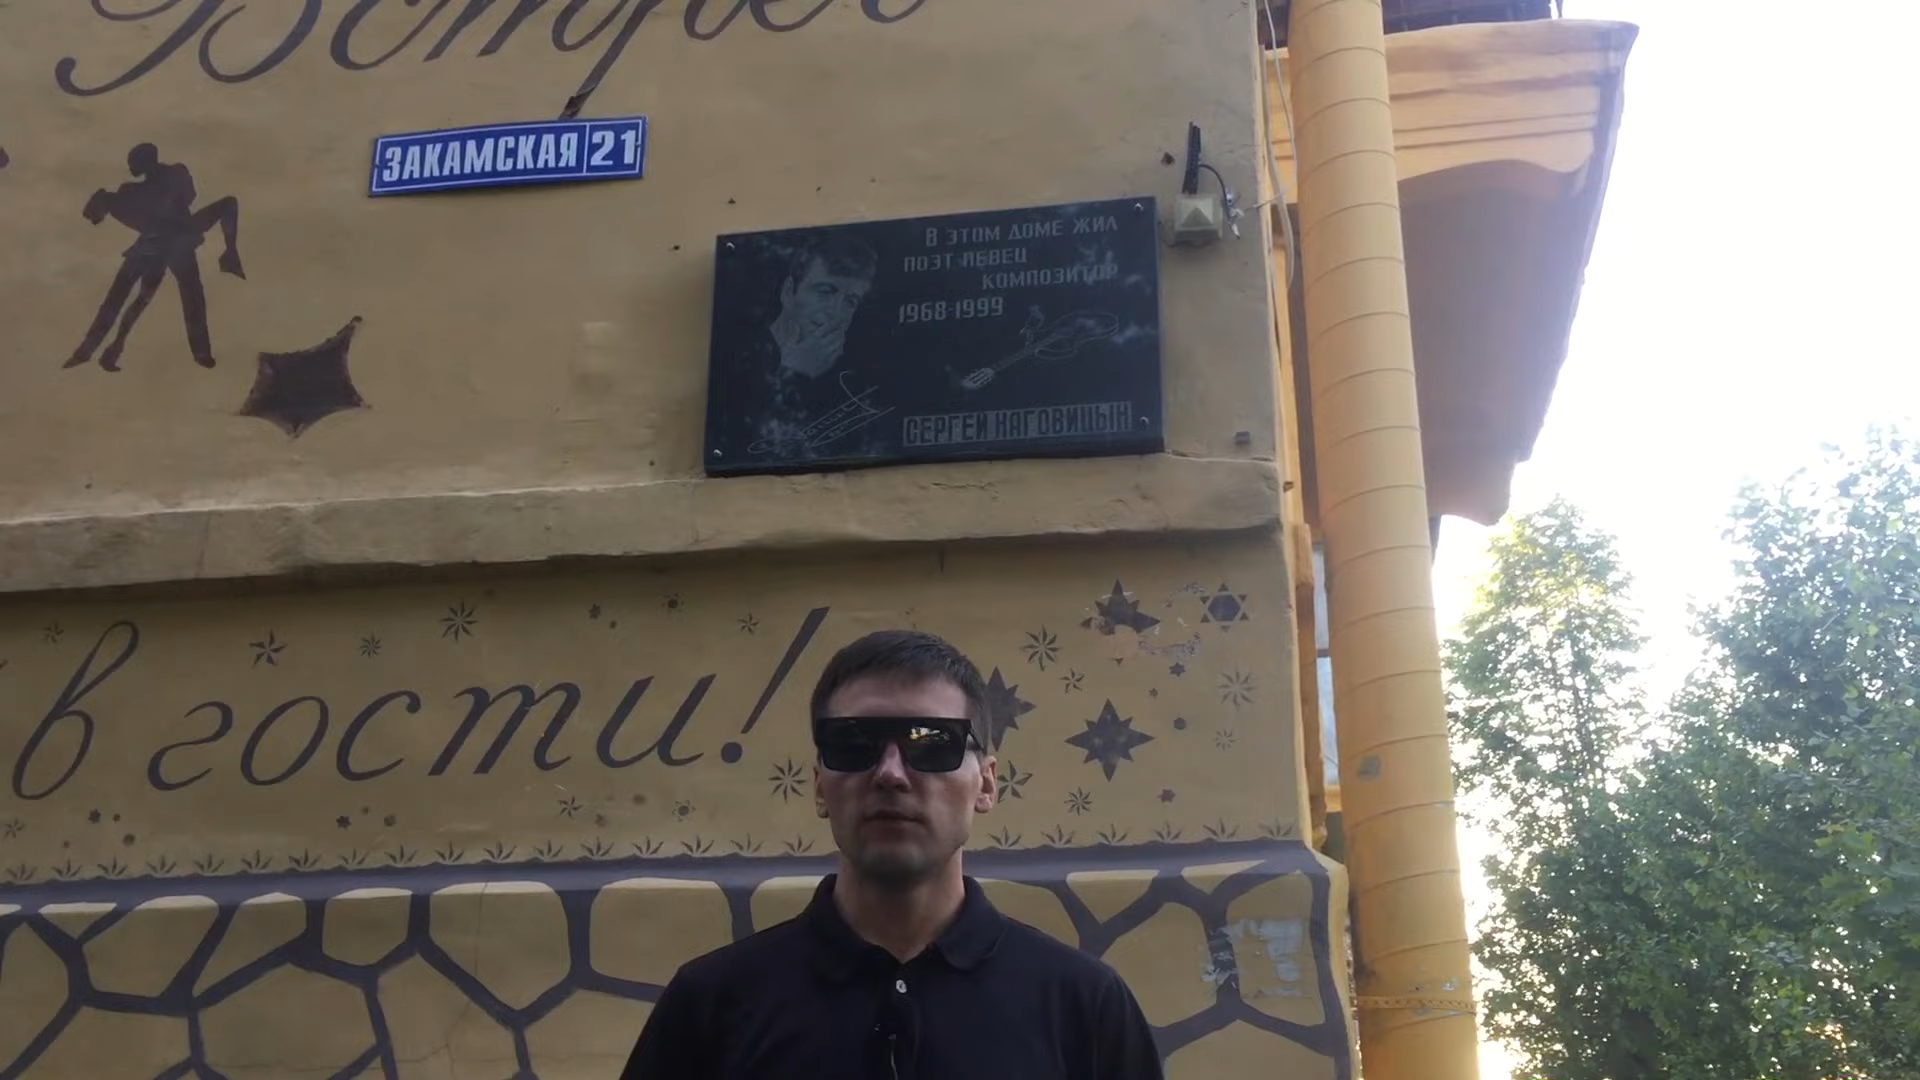 Встреч
ЗАКАМСКАЯ 21
В ЭТОМ ДОМЕ ЖИЛ
ПОЭТ ПЕВЕЦ
КОМПОЗИТОР
1968-1999
СЕРГЕЙ НАГОВИЦЫН
в гости!